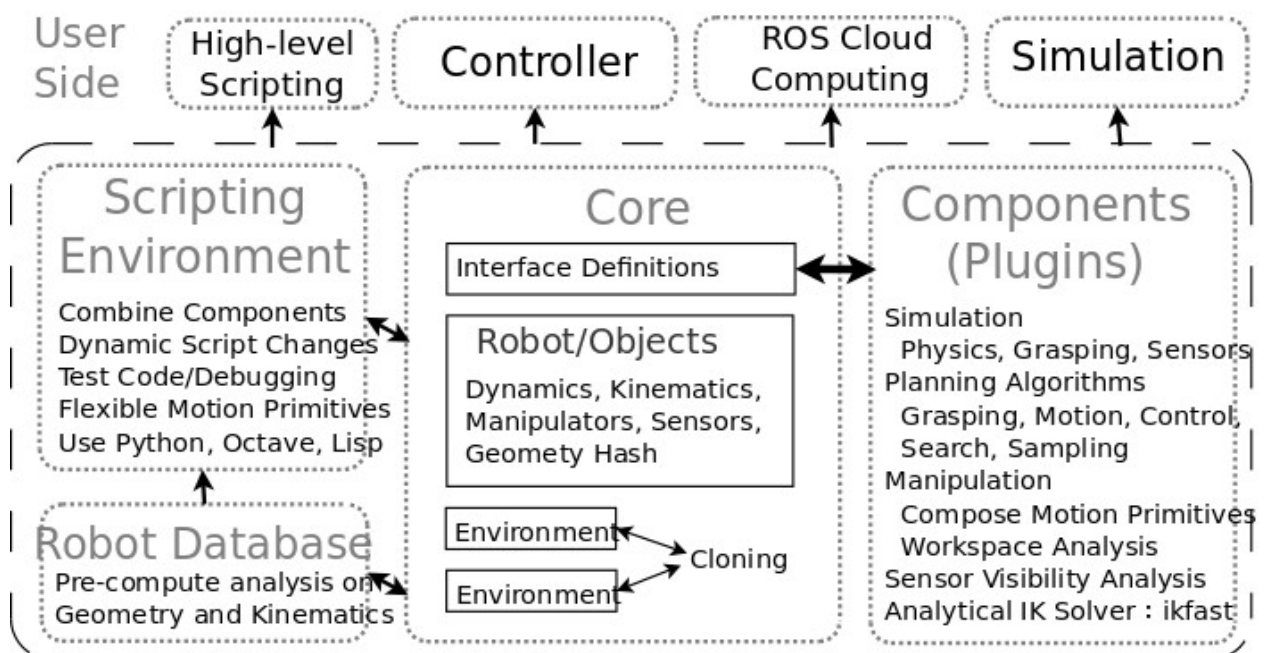 User
Side
High-level
Scripting
Controller
ROS Cloud
Computing
Simulation
Scripting
Environment
Combine Components
Dynamic Script Changes
Test Code/Debugging
Flexible Motion Primitives
Use Python, Octave, Lisp
Robot Database
Pre-compute analysis on
Geometry and Kinematics
Core
Interface Definitions
Robot/Objects
Dynamics, Kinematics,
Manipulators, Sensors,
Geomety Hash
Environment
Environment
Cloning
Components
(Plugins)
Simulation
Physics, Grasping, Sensors
Planning Algorithms
Grasping, Motion, Control,
Search, Sampling
Manipulation
Compose Motion Primitives
Workspace Analysis
Sensor Visibility Analysis
Analytical IK Solver : ikfast